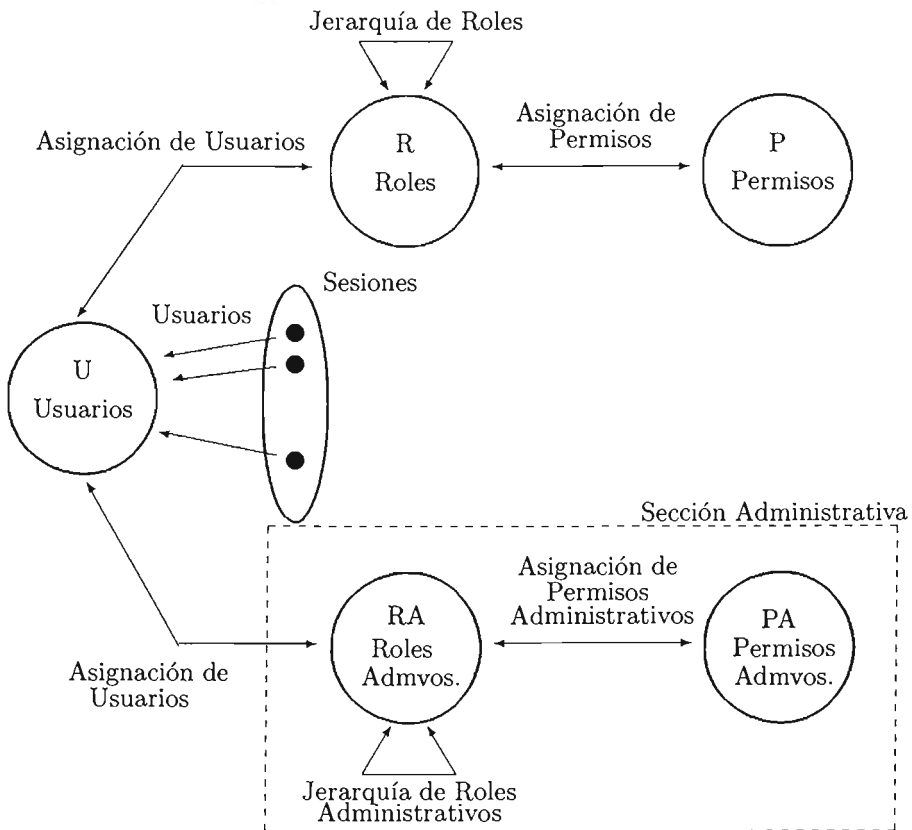 Jerarquía de Roles
Asignación de Usuarios
R
Roles
Asignación de
Permisos
P
Permisos
Sesiones
Usuarios
U
Usuarios
Sección Administrativa
Asignación de
Usuarios
RA
Roles
Admvos.
Asignación de
Permisos
Administrativos
PA
Permisos
Admvos.
Jerarquía de Roles
Administrativos